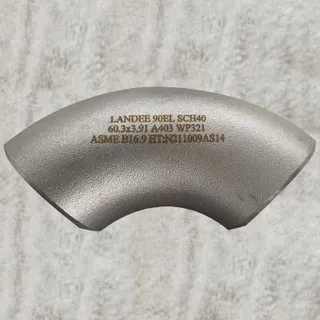 LANDEE 90EL SCH40
60.3x3.91 A403 WP321
ASME B16.9 HT:N211009AS14